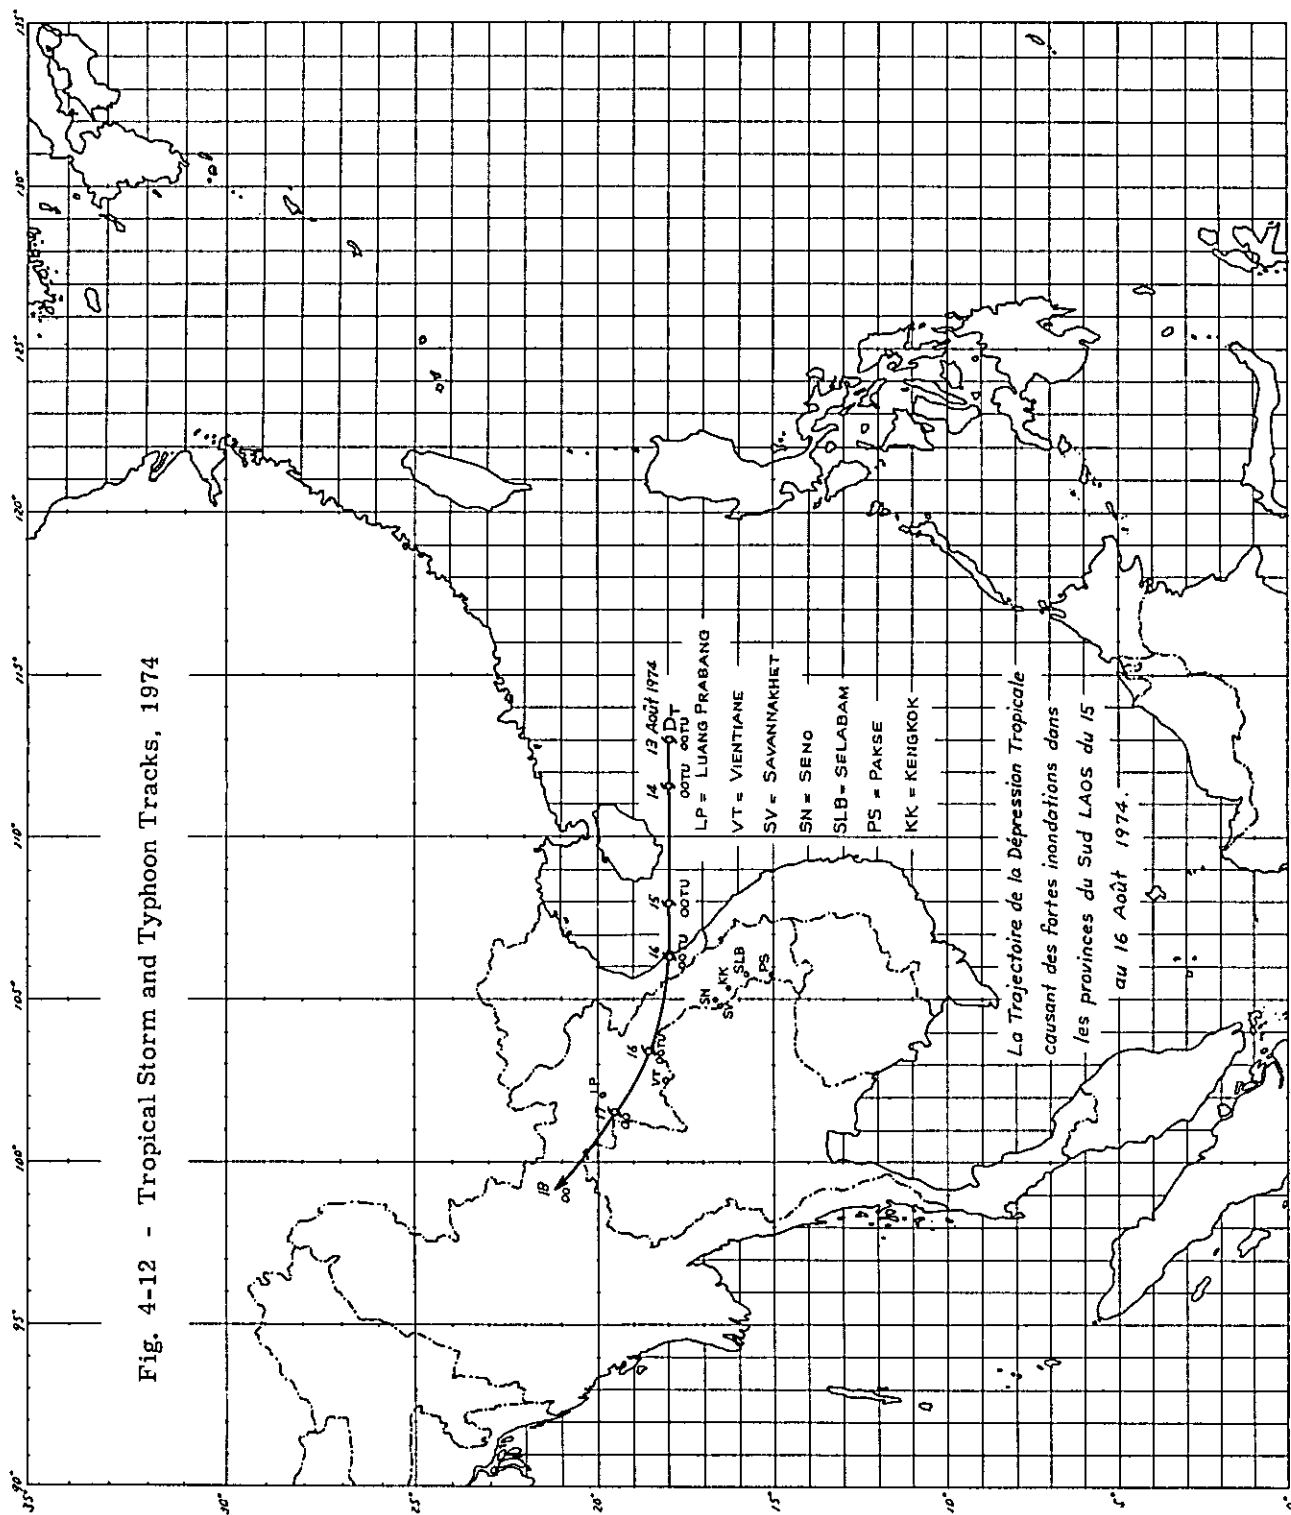 Fig. 4-12 - Tropical Storm and Typhoon Tracks, 1974
35°
30°
25°
20°
15°
10°
5°
0°
90°
95°
100°
105°
110°
115°
120°
125°
130°
135°
13 Août 1974
DT
00TU
14
00TU
15
00TU
16
00TU
16
00TU
17
00
18
00
LP
VT
SN
SV
KK
SLB
PS
LP = LUANG PRABANG
VT = VIENTIANE
SV = SAVANNAKHET
SN = SENO
SLB = SELABAM
PS = PAKSE
KK = KENGKOK
La Trajectoire de la Dépression Tropicale
causant des fortes inondations dans
les provinces du Sud LAOS du 15
au 16 Août 1974.